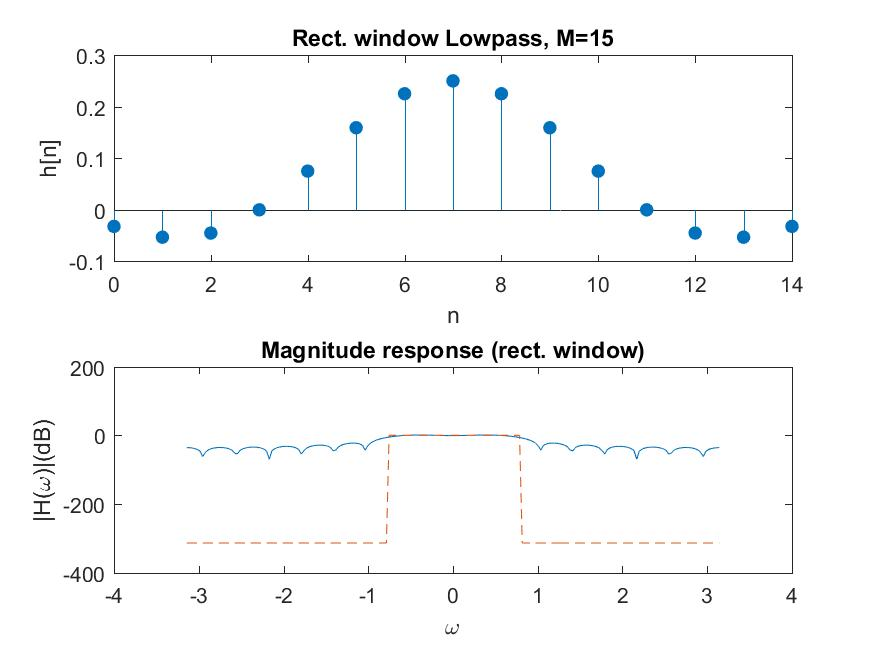 Rect. window Lowpass, M=15
0.3
0.2
0.1
0
-0.1
h[n]
0 2 4 6 8 10 12 14
n
Magnitude response (rect. window)
200
0
-200
-400
|H(ω)|(dB)
-4 -3 -2 -1 0 1 2 3 4
ω